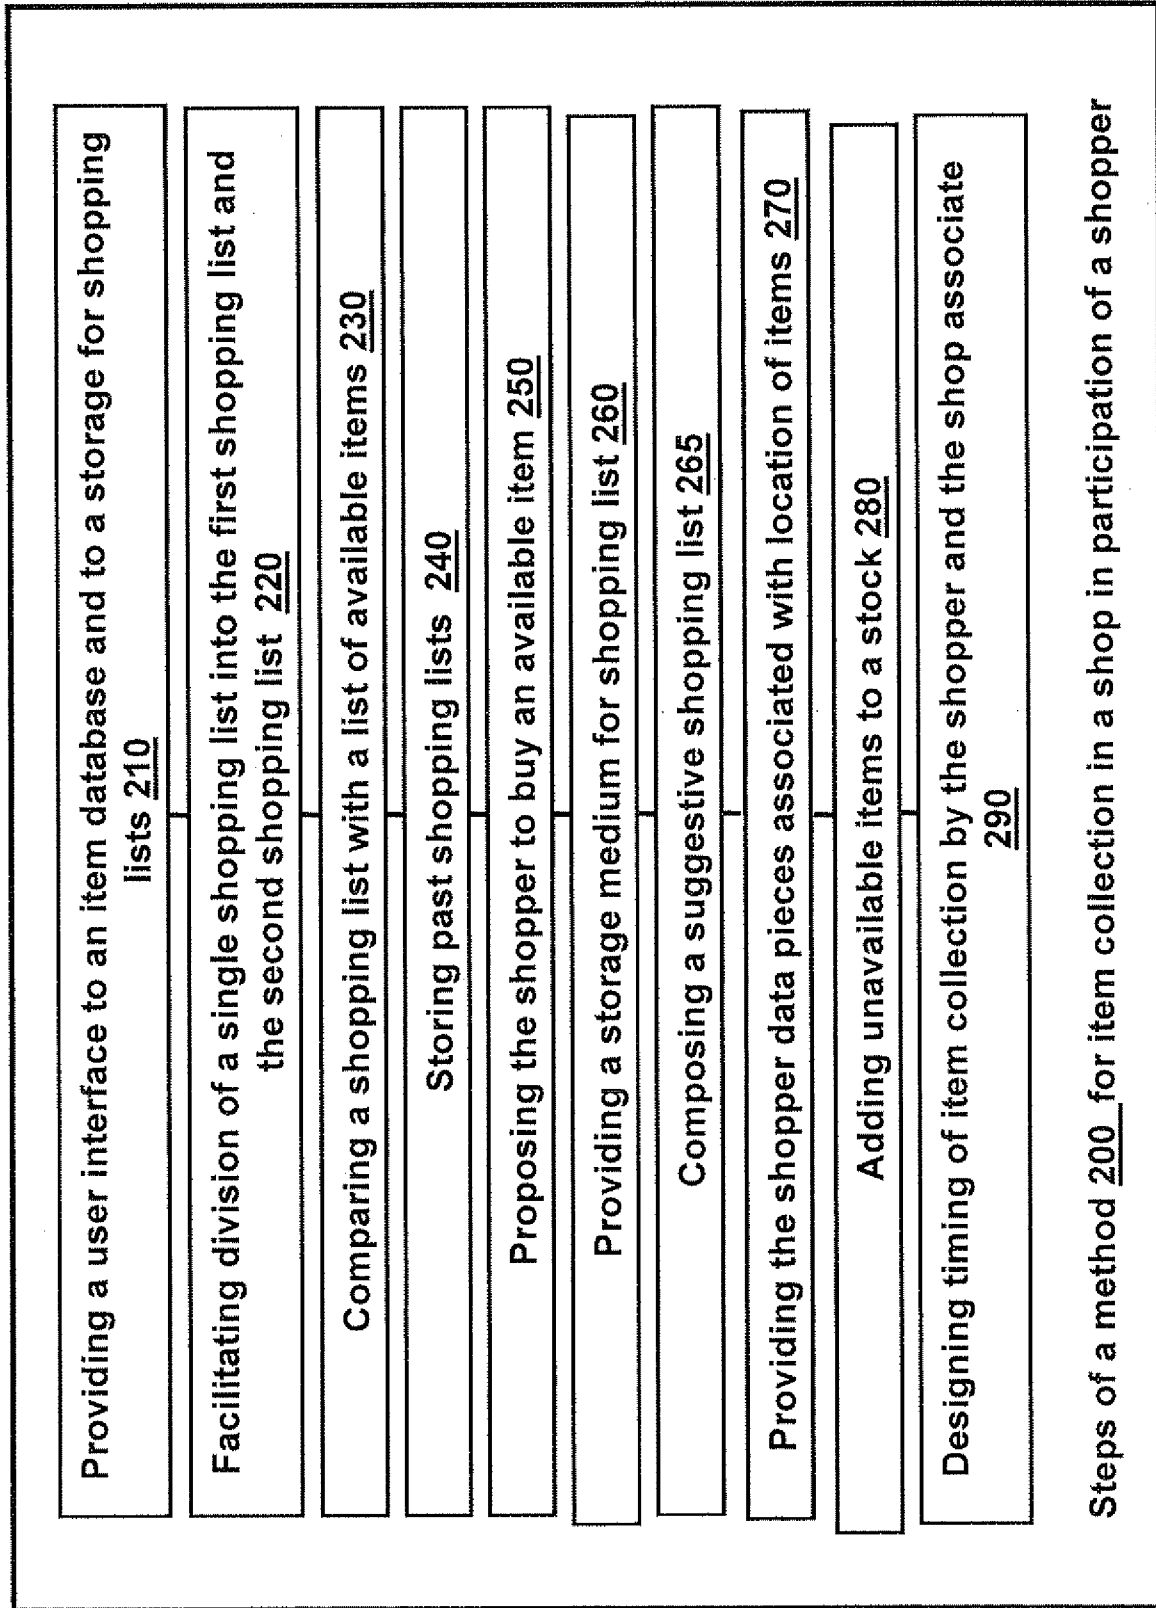 Providing a user interface to an item database and to a storage for shopping
lists 210
Facilitating division of a single shopping list into the first shopping list and
the second shopping list 220
Comparing a shopping list with a list of available items 230
Storing past shopping lists 240
Proposing the shopper to buy an available item 250
Providing a storage medium for shopping list 260
Composing a suggestive shopping list 265
Providing the shopper data pieces associated with location of items 270
Adding unavailable items to a stock 280
Designing timing of item collection by the shopper and the shop associate
290
Steps of a method 200 for item collection in a shop in participation of a shopper